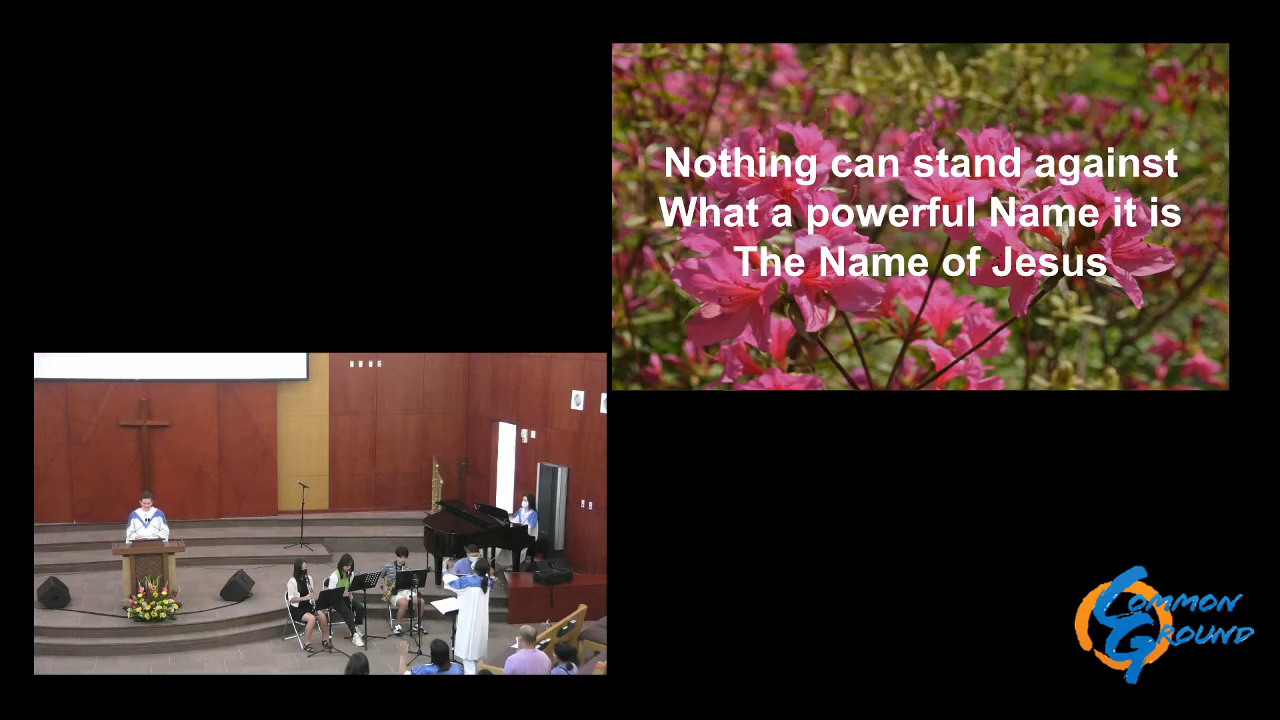 Nothing can stand against
What a powerful Name it is
The Name of Jesus
Common
Ground